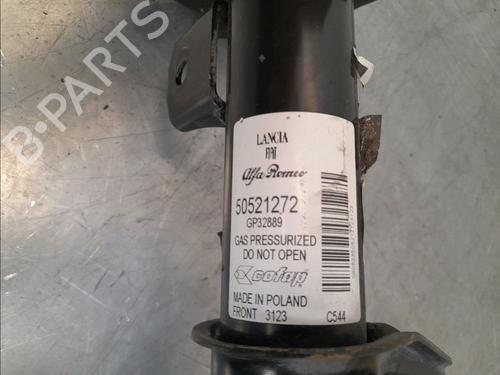 B-PARTS
LANCIA
FIAT
Alfa Romeo
50521272
GP32889
GAS PRESSURIZED
DO NOT OPEN
cofap
MADE IN POLAND
FRONT 3123
C544